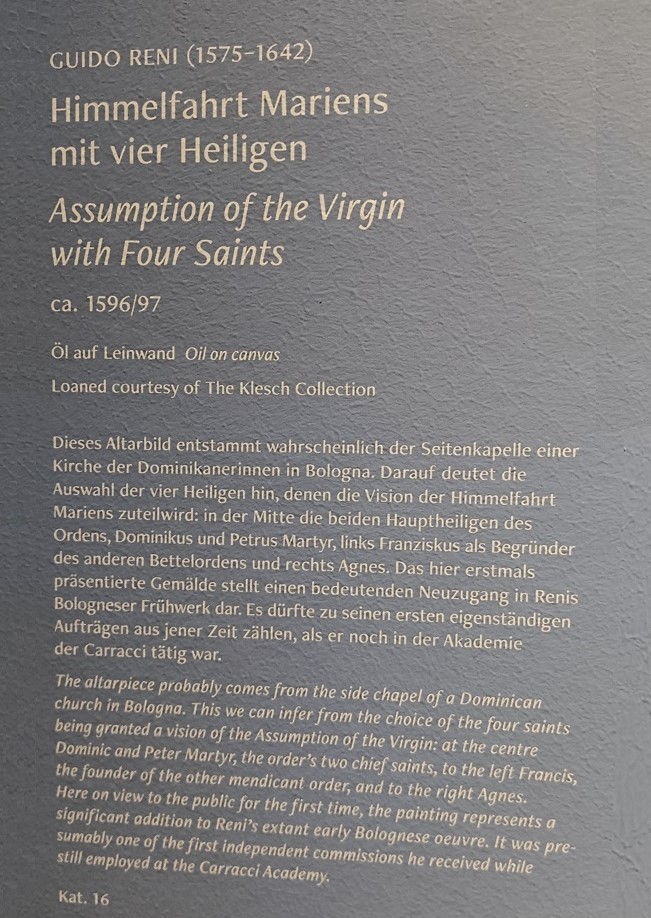 GUIDO RENI (1575–1642)
Himmelfahrt Mariens
mit vier Heiligen
Assumption of the Virgin
with Four Saints
ca. 1596/97
Öl auf Leinwand Oil on canvas
Loaned courtesy of The Klesch Collection
Dieses Altarbild entstammt wahrscheinlich der Seitenkapelle einer
Kirche der Dominikanerinnen in Bologna. Darauf deutet die
Auswahl der vier Heiligen hin, denen die Vision der Himmelfahrt
Mariens zuteilwird: in der Mitte die beiden Hauptheiligen des
Ordens, Dominikus und Petrus Martyr, links Franziskus als Begründer
des anderen Bettelordens und rechts Agnes. Das hier erstmals
präsentierte Gemälde stellt einen bedeutenden Neuzugang in Renis
Bologneser Frühwerk dar. Es dürfte zu seinen ersten eigenständigen
Aufträgen aus jener Zeit zählen, als er noch in der Akademie
der Carracci tätig war.
The altarpiece probably comes from the side chapel of a Dominican
church in Bologna. This we can infer from the choice of the four saints
being granted a vision of the Assumption of the Virgin: at the centre
Dominic and Peter Martyr, the order's two chief saints, to the left Francis,
the founder of the other mendicant order, and to the right Agnes.
Here on view to the public for the first time, the painting represents a
significant addition to Reni's extant early Bolognese oeuvre. It was pre-
sumably one of the first independent commissions he received while
still employed at the Carracci Academy.
Kat. 16